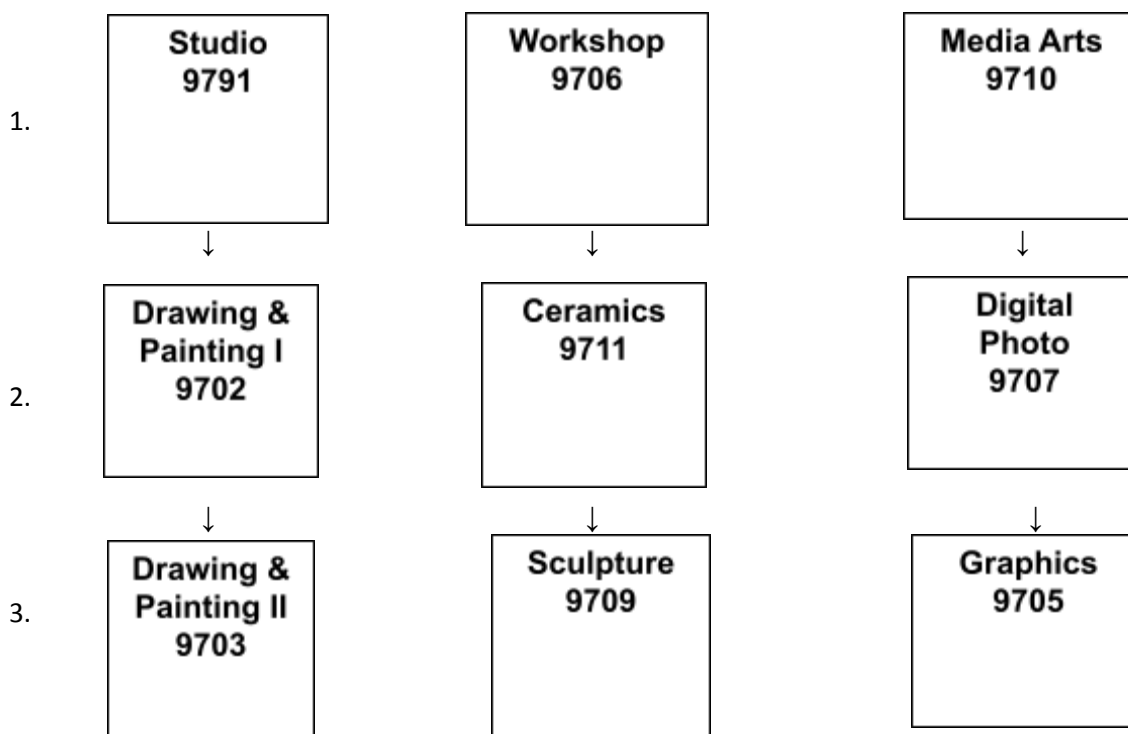 1.
Studio
9791
Workshop
9706
Media Arts
9710
↓
↓
↓
2.
Drawing &
Painting I
9702
Ceramics
9711
Digital
Photo
9707
↓
↓
↓
3.
Drawing &
Painting II
9703
Sculpture
9709
Graphics
9705